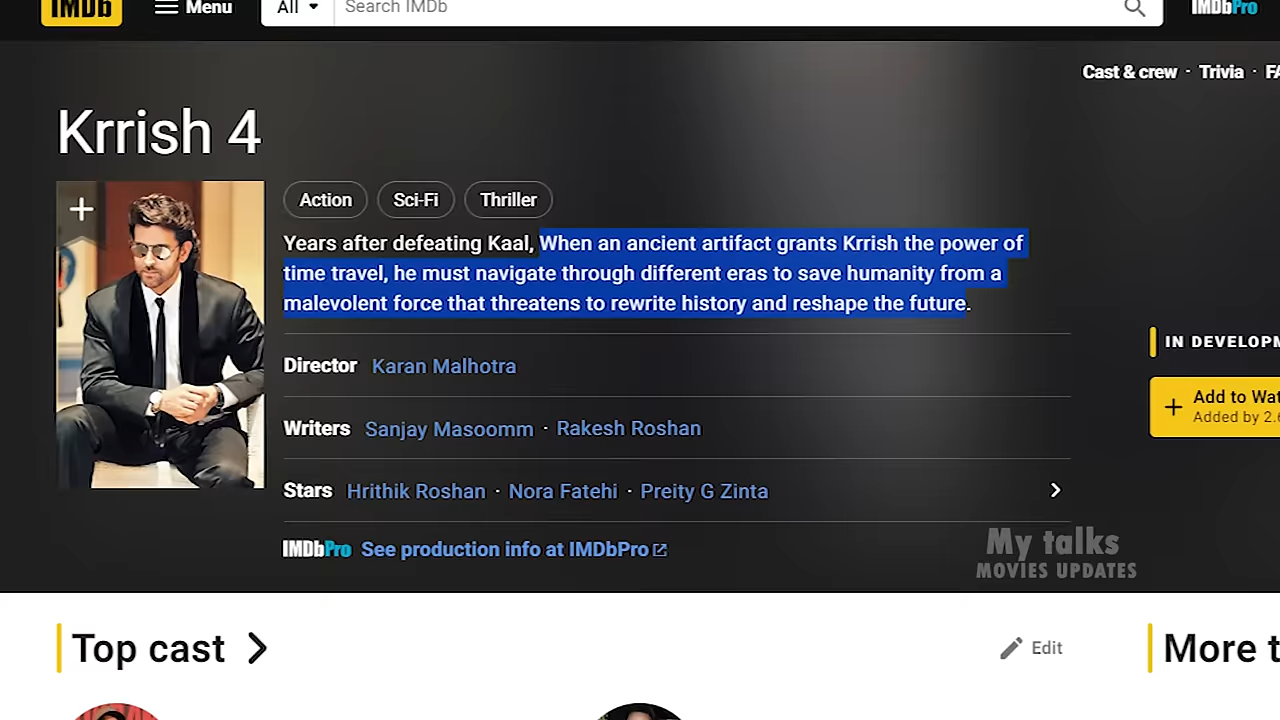 IMDb Menu All Search IMDb IMDbPro
Cast & crew · Trivia · FA
Krrish 4
Action Sci-Fi Thriller
Years after defeating Kaal, When an ancient artifact grants Krrish the power of
time travel, he must navigate through different eras to save humanity from a
malevolent force that threatens to rewrite history and reshape the future.
IN DEVELOPM
Director Karan Malhotra
+ Add to Wat
Added by 2.6
Writers Sanjay Masoomm · Rakesh Roshan
Stars Hrithik Roshan · Nora Fatehi · Preity G Zinta
IMDbPro See production info at IMDbPro
My talks
MOVIES UPDATES
Top cast Edit More t